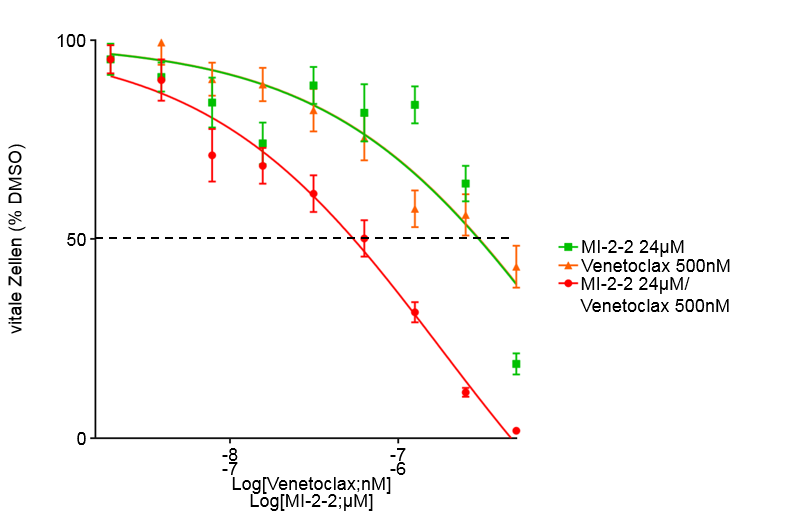 100
50
0
vitale Zellen (% DMSO)
-8
-7
-7
-6
Log[Venetoclax;nM]
Log[MI-2-2;µM]
MI-2-2 24µM
Venetoclax 500nM
MI-2-2 24µM/
Venetoclax 500nM